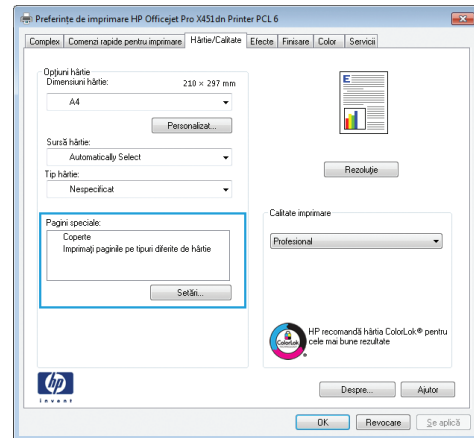 Preferințe de imprimare HP Officejet Pro X451dn Printer PCL 6
Complex
Comenzi rapide pentru imprimare
Hârtie/Calitate
Efecte
Finisare
Color
Servicii
Opțiuni hârtie
Dimensiuni hârtie:
210 × 297 mm
A4
Personalizat...
Sursă hârtie:
Automatically Select
Tip hârtie:
Nespecificat
Pagini speciale:
Coperte
Imprimați paginile pe tipuri diferite de hârtie
Setări...
E
Rezoluție
Calitate imprimare
Profesional
ColorLok
HP recomandă hârtia ColorLok® pentru
cele mai bune rezultate
hp
invent
Despre...
Ajutor
OK
Revocare
Se aplică